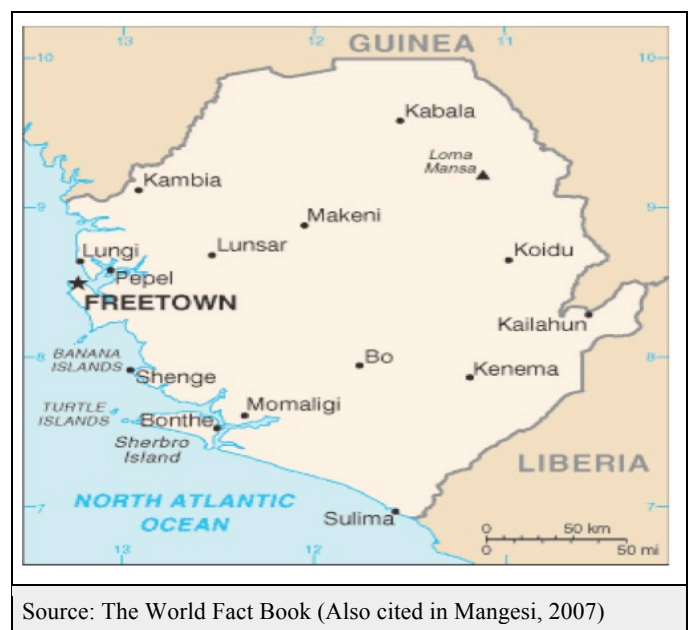 13 12 11
GUINEA
10 10
Kabala
Loma
Mansa
Kambia
9 9
Makeni
Lungi
Lunsar
Koidu
Pepel
FREETOWN
Kailahun
BANANA
ISLANDS
8 8
Bo
Shenge
Kenema
TURTLE
ISLANDS
Momaligi
Bonthe
Sherbro
Island
LIBERIA
NORTH ATLANTIC
OCEAN
7 7
Sulima
0 50 km
0 50 mi
13 12 11
Source: The World Fact Book (Also cited in Mangesi, 2007)